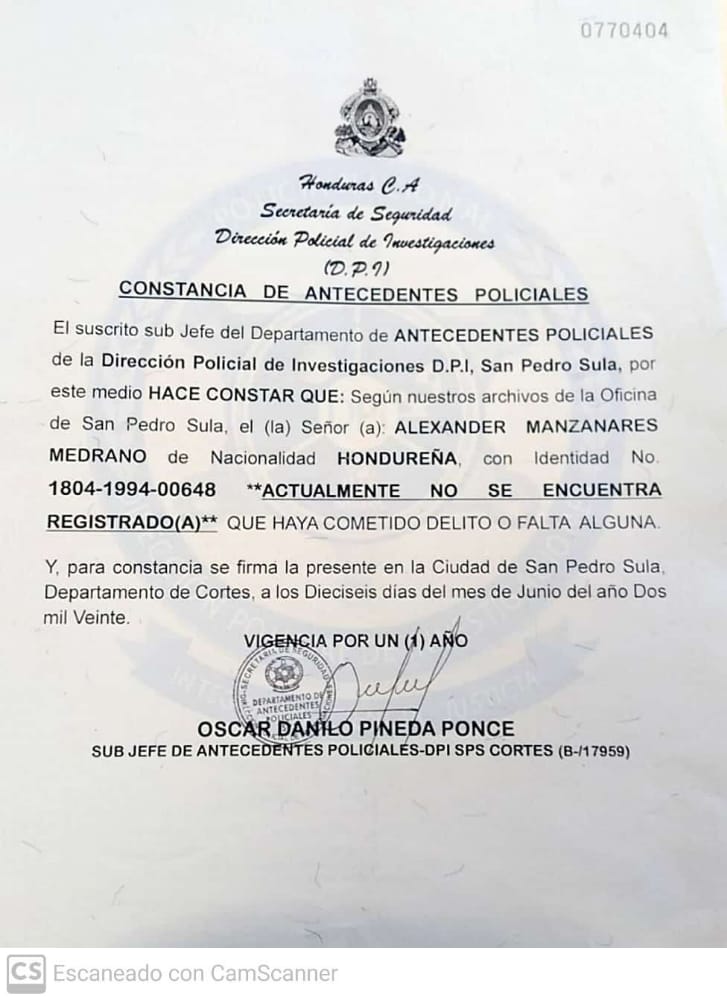 0770404
Honduras C.A
Secretaría de Seguridad
Dirección Policial de Investigaciones
(D.P.I)
CONSTANCIA DE ANTECEDENTES POLICIALES
El suscrito sub Jefe del Departamento de ANTECEDENTES POLICIALES
de la Dirección Policial de Investigaciones D.P.I, San Pedro Sula, por
este medio HACE CONSTAR QUE: Según nuestros archivos de la Oficina
de San Pedro Sula, el (la) Señor (a): ALEXANDER MANZANARES
MEDRANO de Nacionalidad HONDUREÑA, con Identidad No.
1804-1994-00648 **ACTUALMENTE NO SE ENCUENTRA
REGISTRADO(A)** QUE HAYA COMETIDO DELITO O FALTA ALGUNA.
Y, para constancia se firma la presente en la Ciudad de San Pedro Sula,
Departamento de Cortes, a los Dieciseis días del mes de Junio del año Dos
mil Veinte.
VIGENCIA POR UN (1) AÑO
SECRETARIA DE SEGURIDAD
DEPARTAMENTO DE
ANTECEDENTES
POLICIALES
OSCAR DANILO PINEDA PONCE
SUB JEFE DE ANTECEDENTES POLICIALES-DPI SPS CORTES (B-/17959)
CS Escaneado con CamScanner